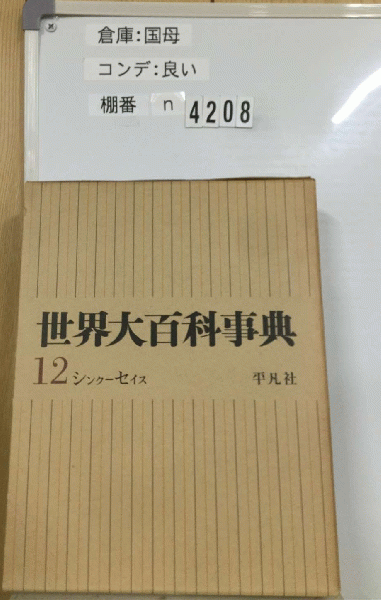 倉庫:国母
コンデ:良い
棚番 n 4208
世界大百科事典
12 シンクーセイス 平凡社